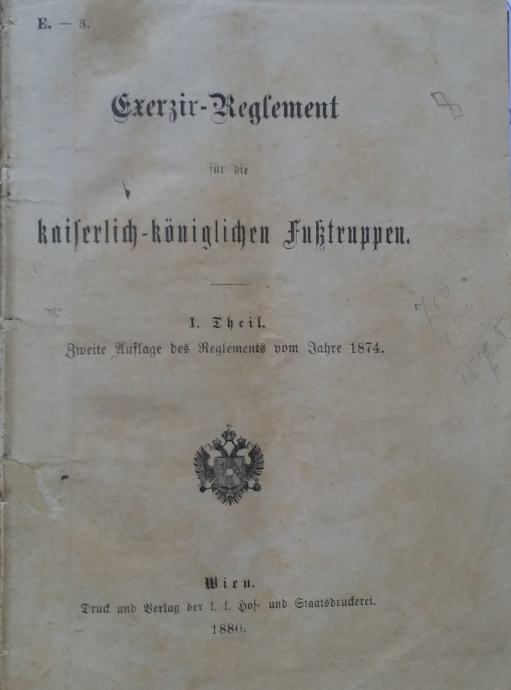 E. — 8.
Exerzir-Reglement
für die
kaiserlich-königlichen Fußtruppen.
I. Theil.
Zweite Auflage des Reglements vom Jahre 1874.
Wien.
Druck und Verlag der k. k. Hof- und Staatsdruckerei.
1880.